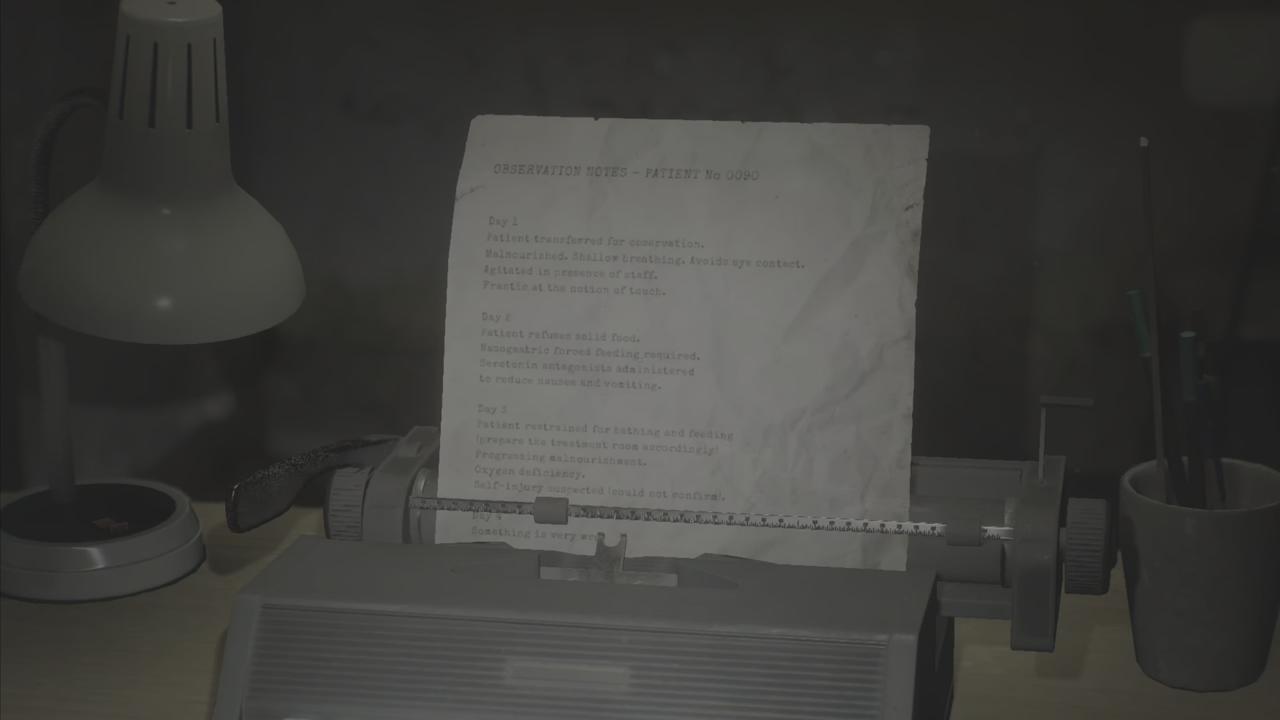 OBSERVATION NOTES - PATIENT No 0090
Day 1
Patient transferred for observation.
Malnourished. Shallow breathing. Avoids eye contact.
Agitated in presence of staff.
Frantic at the notion of touch.
Day 2
Patient refuses solid food.
Nasogastric forced feeding required.
Serotonin antagonists administered
to reduce nausea and vomiting.
Day 3
Patient restrained for bathing and feeding
(prepare the treatment room accordingly)
Progressing malnourishment.
Oxygen deficiency.
Self-injury suspected (could not confirm).
Day 4
Something is very